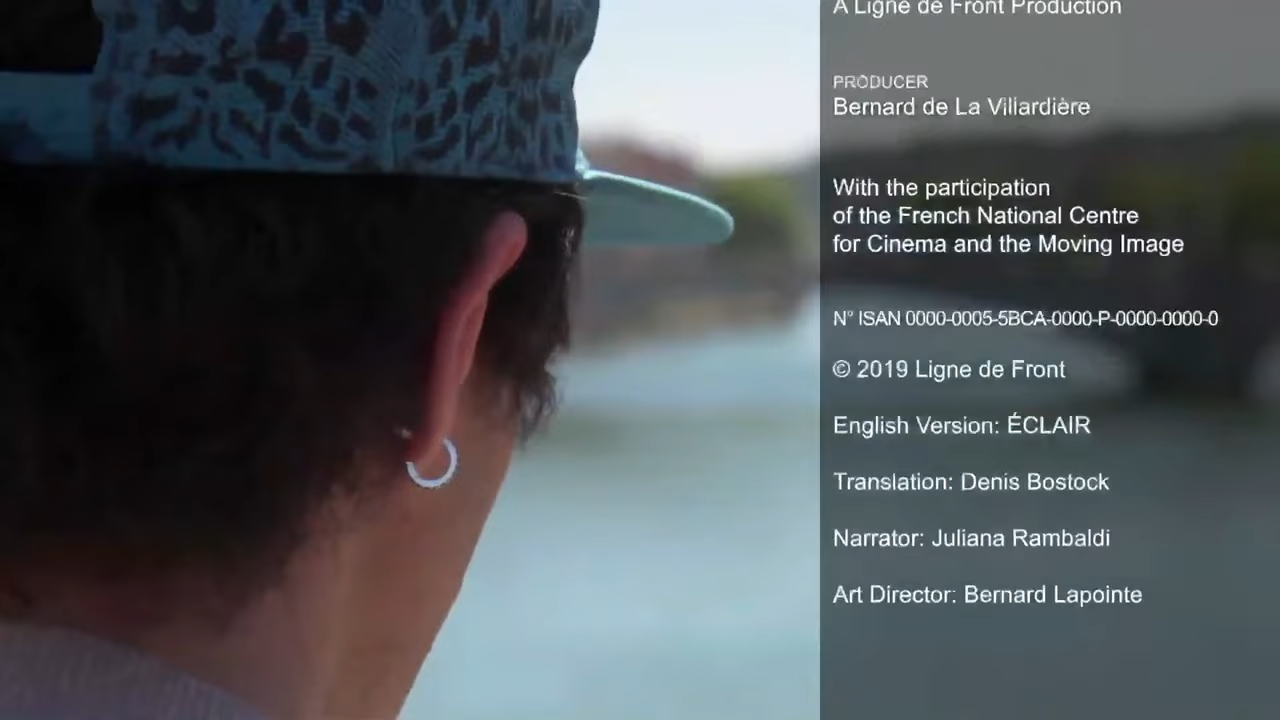 A Ligne de Front Production
PRODUCER
Bernard de La Villardière
With the participation
of the French National Centre
for Cinema and the Moving Image
N° ISAN 0000-0005-5BCA-0000-P-0000-0000-0
© 2019 Ligne de Front
English Version: ÉCLAIR
Translation: Denis Bostock
Narrator: Juliana Rambaldi
Art Director: Bernard Lapointe